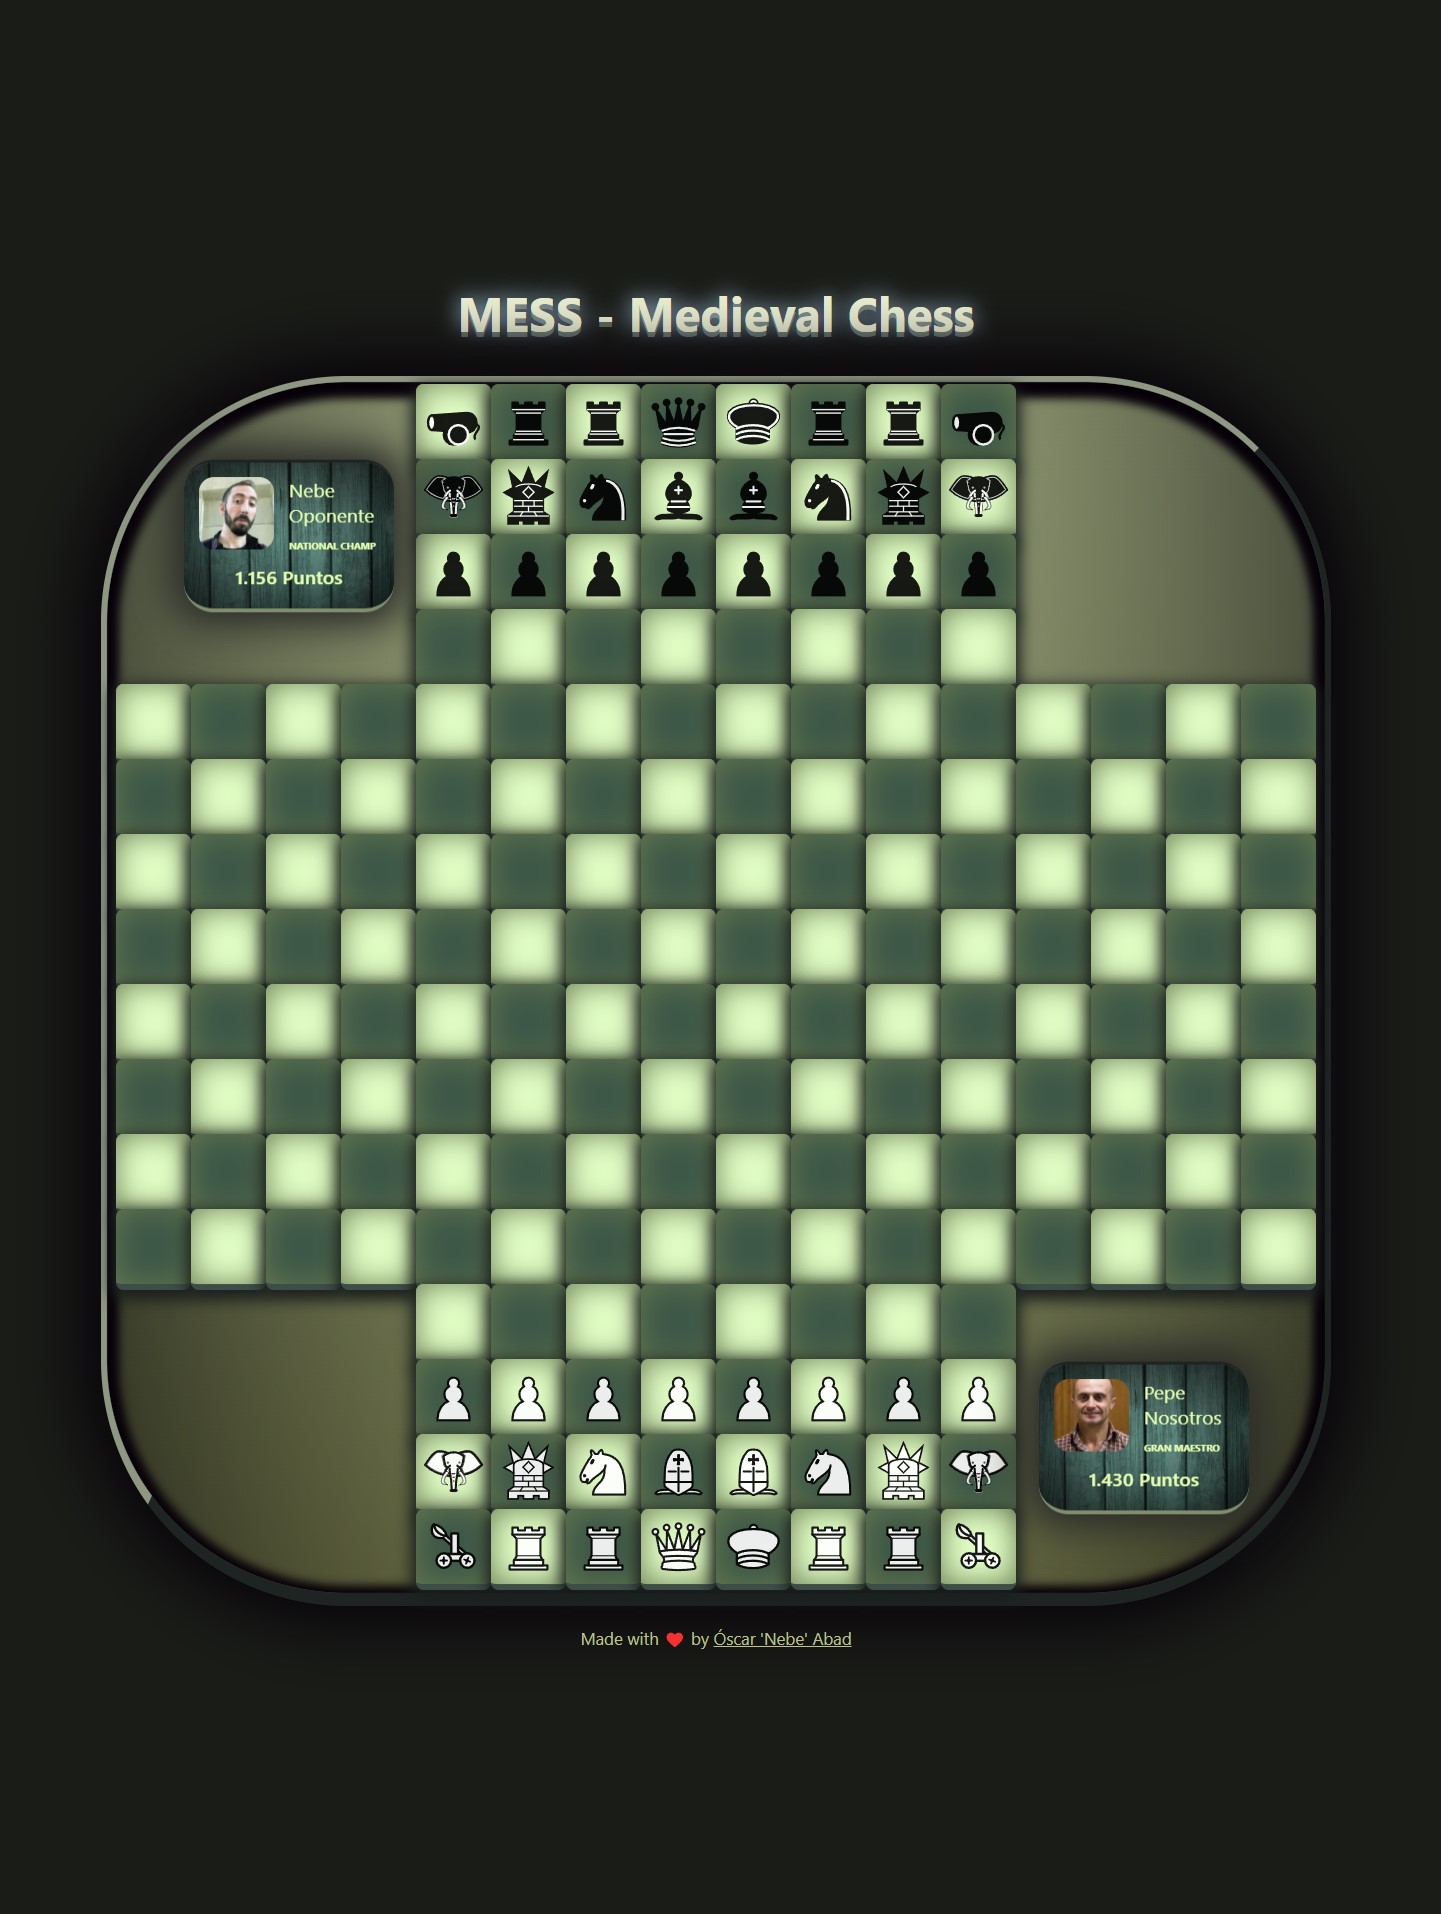 MESS - Medieval Chess
Nebe
Oponente
NATIONAL CHAMP
1.156 Puntos
Pepe
Nosotros
GRAN MAESTRO
1.430 Puntos
Made with ❤️ by Óscar 'Nebe' Abad